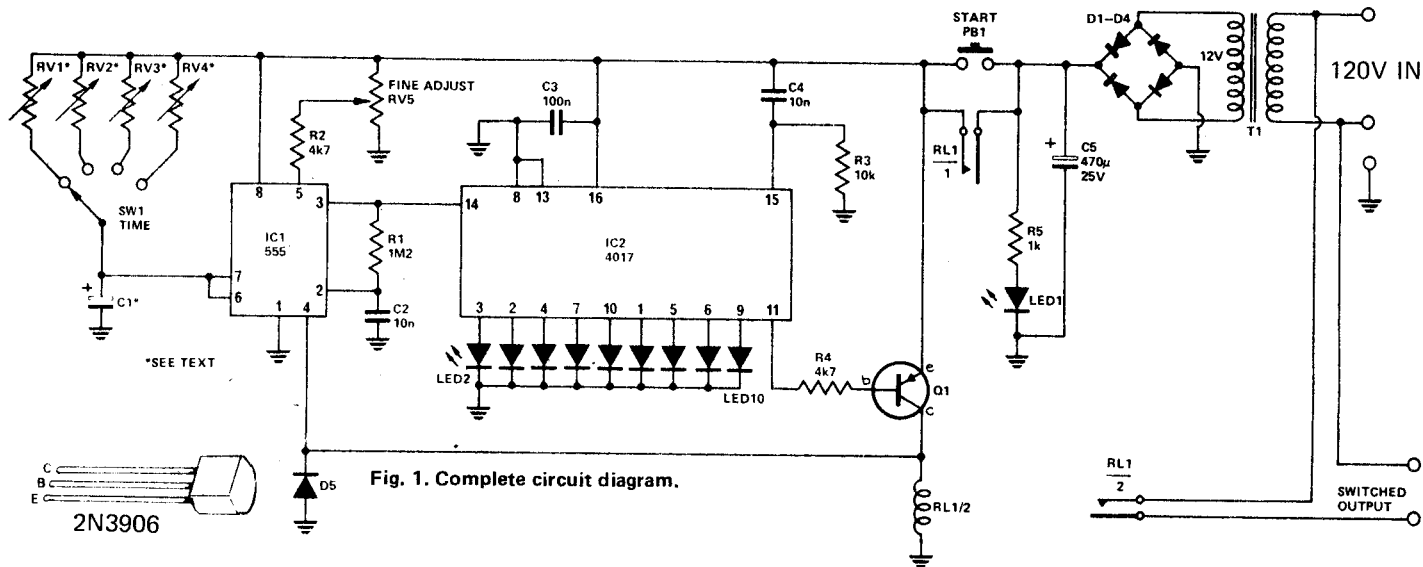 START
PB1
D1-D4
RV1*
RV2*
RV3*
RV4*
12V
120V IN
FINE ADJUST
RV5
C3
100n
C4
10n
T1
R2
4k7
RL1
1
+
C5
470µ
25V
R3
10k
8
5
8
13
16
15
SW1
TIME
3
14
IC1
555
R1
1M2
IC2
4017
R5
1k
7
6
2
+
C1*
1
4
C2
10n
LED1
3
2
4
7
10
1
5
6
9
11
*SEE TEXT
LED2
LED10
R4
4k7
b
e
c
Q1
C
B
E
2N3906
D5
Fig. 1. Complete circuit diagram.
RL1
2
SWITCHED
OUTPUT
RL1/2